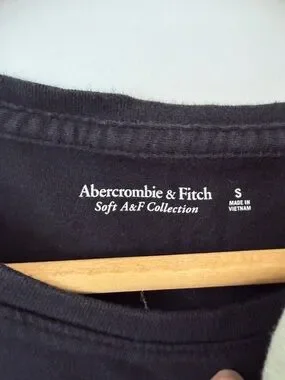 Abercrombie & Fitch
Soft A&F Collection
S
MADE IN
VIETNAM